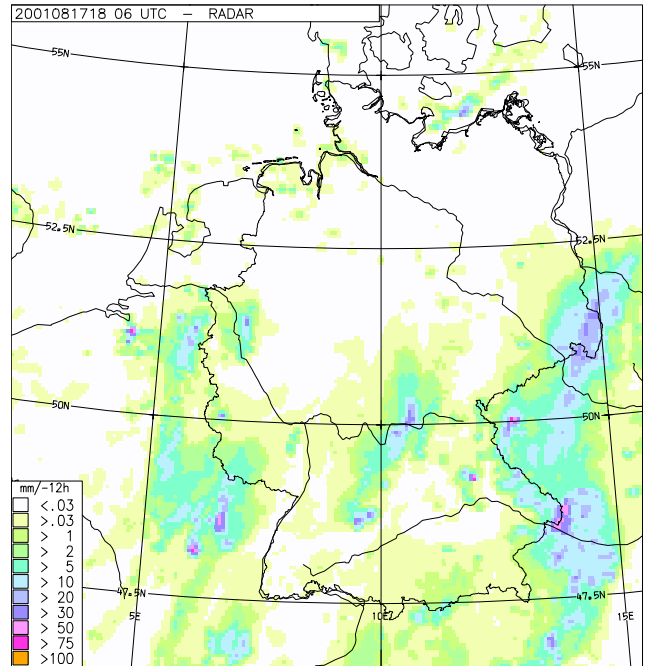 2001081718 06 UTC – RADAR
55N
55N
52.5N
52.5N
50N
50N
mm/-12h
<.03
>.03
> 1
> 2
> 5
> 10
> 20
> 30
> 50
> 75
>100
47.5N
47.5N
5E
10E
15E